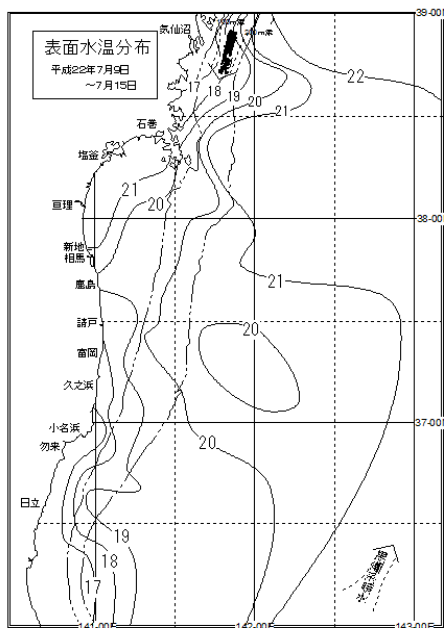 表面水温分布
平成22年7月9日
～7月15日
気仙沼
石巻
塩釜
亘理
新地
相馬
鹿島
請戸
富岡
久之浜
小名浜
勿来
日立
17
18
19
20
21
22
21
20
21
20
20
19
18
17
39-00N
38-00N
37-00N
141-00E
142-00E
143-00E